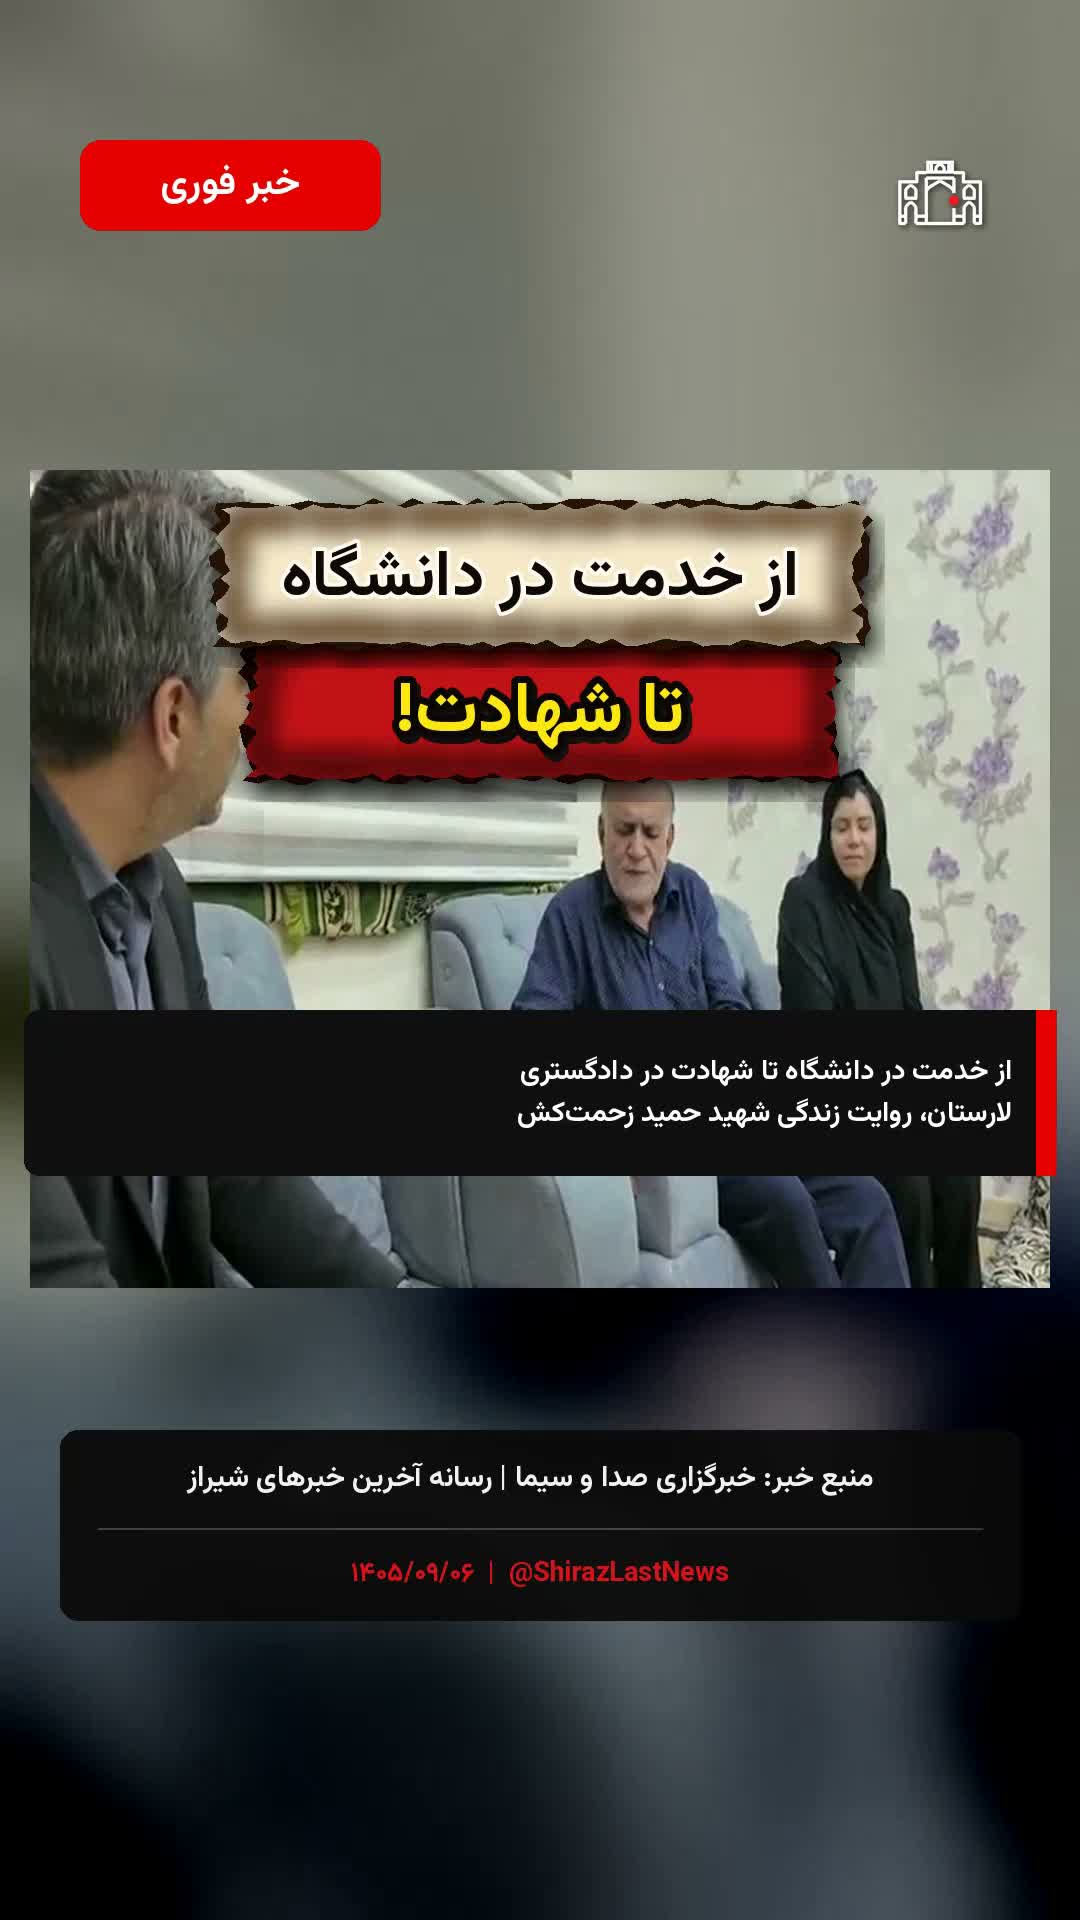 خبر فوری
از خدمت در دانشگاه
تا شهادت!
از خدمت در دانشگاه تا شهادت در دادگستری
لارستان، روایت زندگی شهید حمید زحمت‌کش
منبع خبر: خبرگزاری صدا و سیما | رسانه آخرین خبرهای شیراز
@ShirazLastNews | ۱۴۰۵/۰۹/۰۶